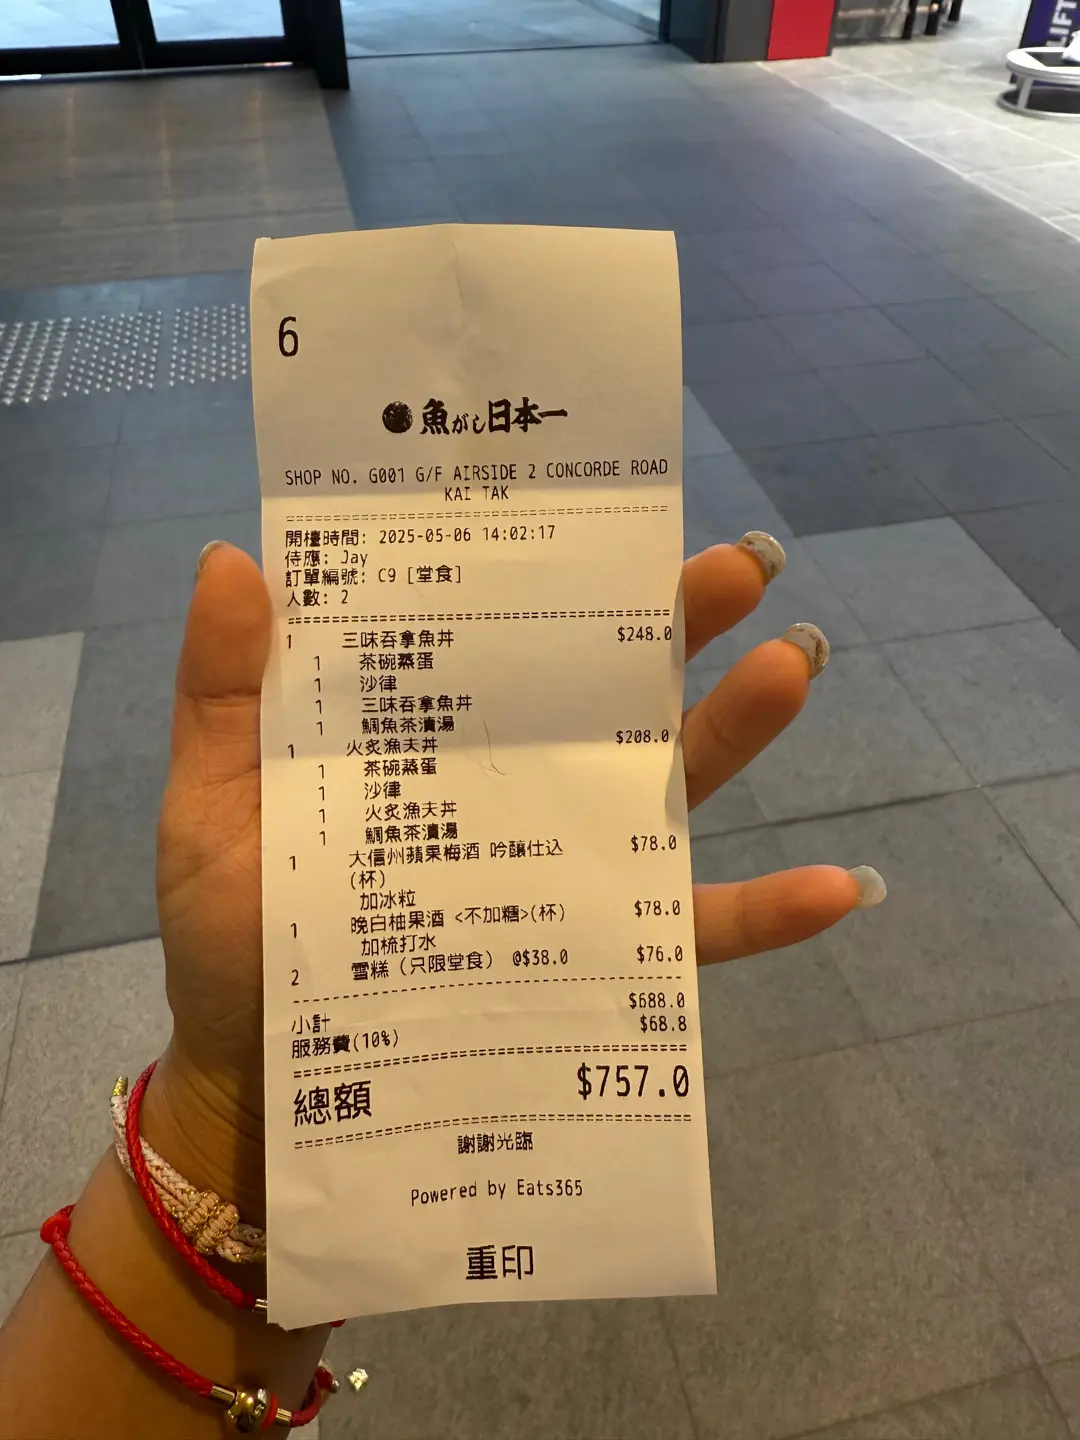 6
魚がし日本一
SHOP NO. G001 G/F AIRSIDE 2 CONCORDE ROAD
KAI TAK
開檯時間: 2025-05-06 14:02:17
侍應: Jay
訂單編號: C9 [堂食]
人數: 2
1 三味吞拿魚丼 $248.0
1 茶碗蒸蛋
1 沙律
1 三味吞拿魚丼
1 鯛魚茶漬湯
1 火炙漁夫丼 $208.0
1 茶碗蒸蛋
1 沙律
1 火炙漁夫丼
1 鯛魚茶漬湯
1 大信州蘋果梅酒 吟釀仕込 $78.0
(杯)
加冰粒
1 晚白柚果酒 <不加糖>(杯) $78.0
加梳打水
2 雪糕 (只限堂食) @$38.0 $76.0
小計 $688.0
服務費(10%) $68.8
總額 $757.0
謝謝光臨
Powered by Eats365
重印
LIFT